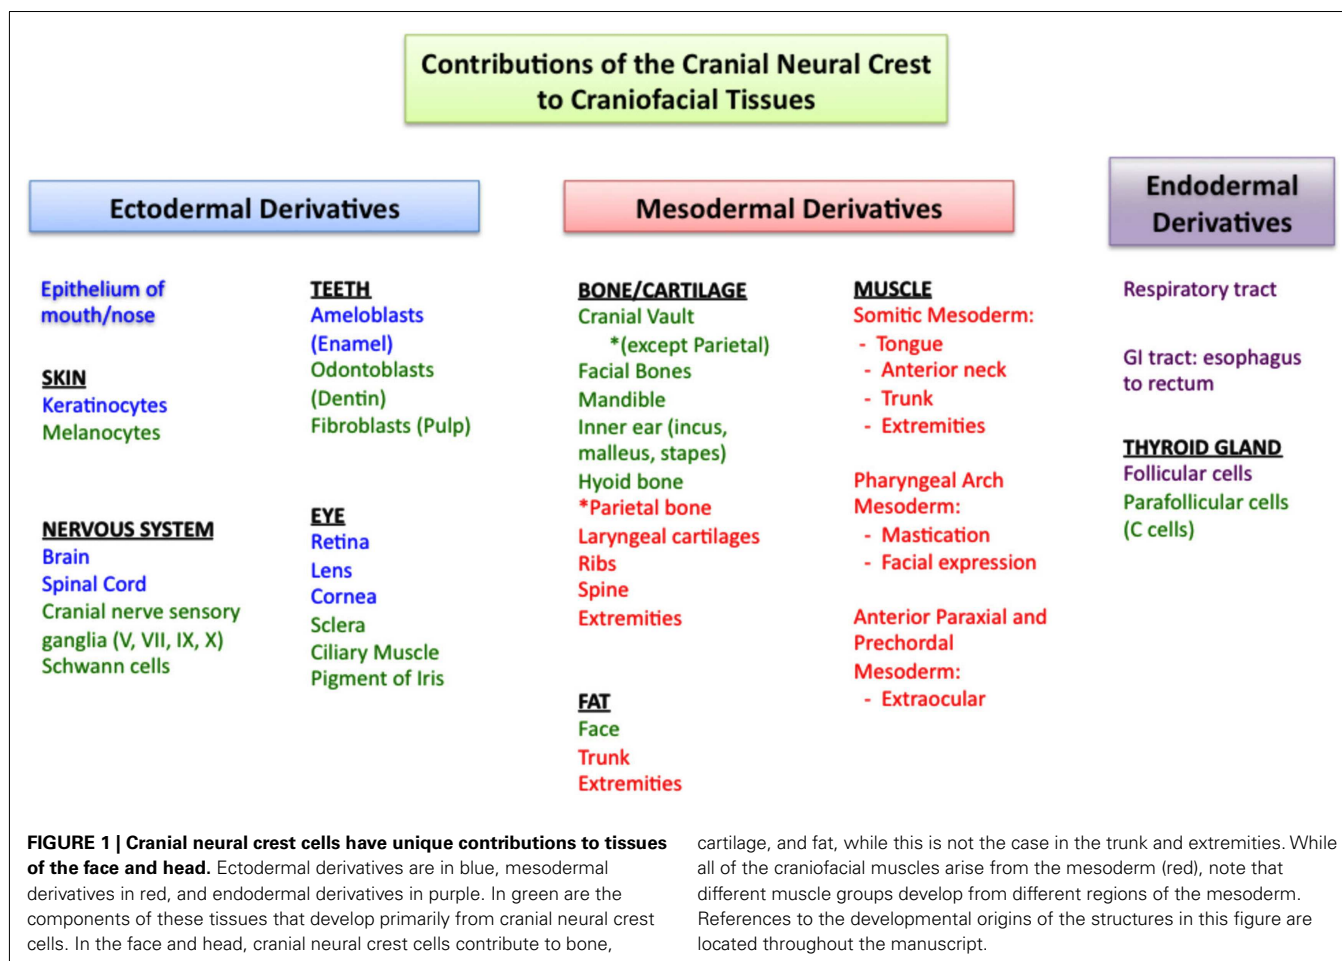 Contributions of the Cranial Neural Crest
to Craniofacial Tissues
Ectodermal Derivatives
Epithelium of
mouth/nose
SKIN
Keratinocytes
Melanocytes
NERVOUS SYSTEM
Brain
Spinal Cord
Cranial nerve sensory
ganglia (V, VII, IX, X)
Schwann cells
TEETH
Ameloblasts
(Enamel)
Odontoblasts
(Dentin)
Fibroblasts (Pulp)
EYE
Retina
Lens
Cornea
Sclera
Ciliary Muscle
Pigment of Iris
Mesodermal Derivatives
BONE/CARTILAGE
Cranial Vault
*(except Parietal)
Facial Bones
Mandible
Inner ear (incus,
malleus, stapes)
Hyoid bone
*Parietal bone
Laryngeal cartilages
Ribs
Spine
Extremities
FAT
Face
Trunk
Extremities
MUSCLE
Somitic Mesoderm:
- Tongue
- Anterior neck
- Trunk
- Extremities
Pharyngeal Arch
Mesoderm:
- Mastication
- Facial expression
Anterior Paraxial and
Prechordal
Mesoderm:
- Extraocular
Endodermal
Derivatives
Respiratory tract
GI tract: esophagus
to rectum
THYROID GLAND
Follicular cells
Parafollicular cells
(C cells)
FIGURE 1 | Cranial neural crest cells have unique contributions to tissues
of the face and head. Ectodermal derivatives are in blue, mesodermal
derivatives in red, and endodermal derivatives in purple. In green are the
components of these tissues that develop primarily from cranial neural crest
cells. In the face and head, cranial neural crest cells contribute to bone,
cartilage, and fat, while this is not the case in the trunk and extremities. While
all of the craniofacial muscles arise from the mesoderm (red), note that
different muscle groups develop from different regions of the mesoderm.
References to the developmental origins of the structures in this figure are
located throughout the manuscript.